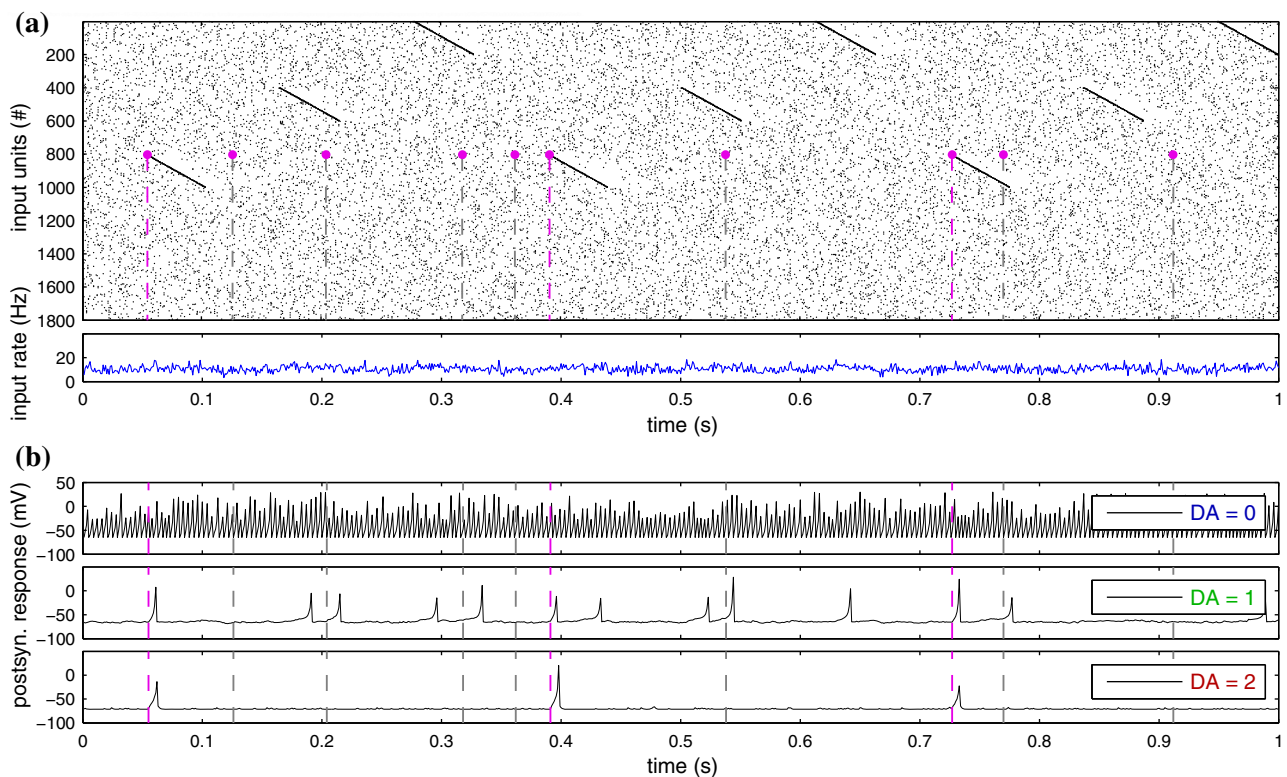 (a)
input units (#)
200
400
600
800
1000
1200
1400
1600
1800
input rate (Hz)
20
0
0 0.1 0.2 0.3 0.4 0.5 0.6 0.7 0.8 0.9 1
time (s)
(b)
postsyn. response (mV)
50
0
−50
−100
DA = 0
0
−50
−100
DA = 1
0
−50
−100
DA = 2
0 0.1 0.2 0.3 0.4 0.5 0.6 0.7 0.8 0.9 1
time (s)